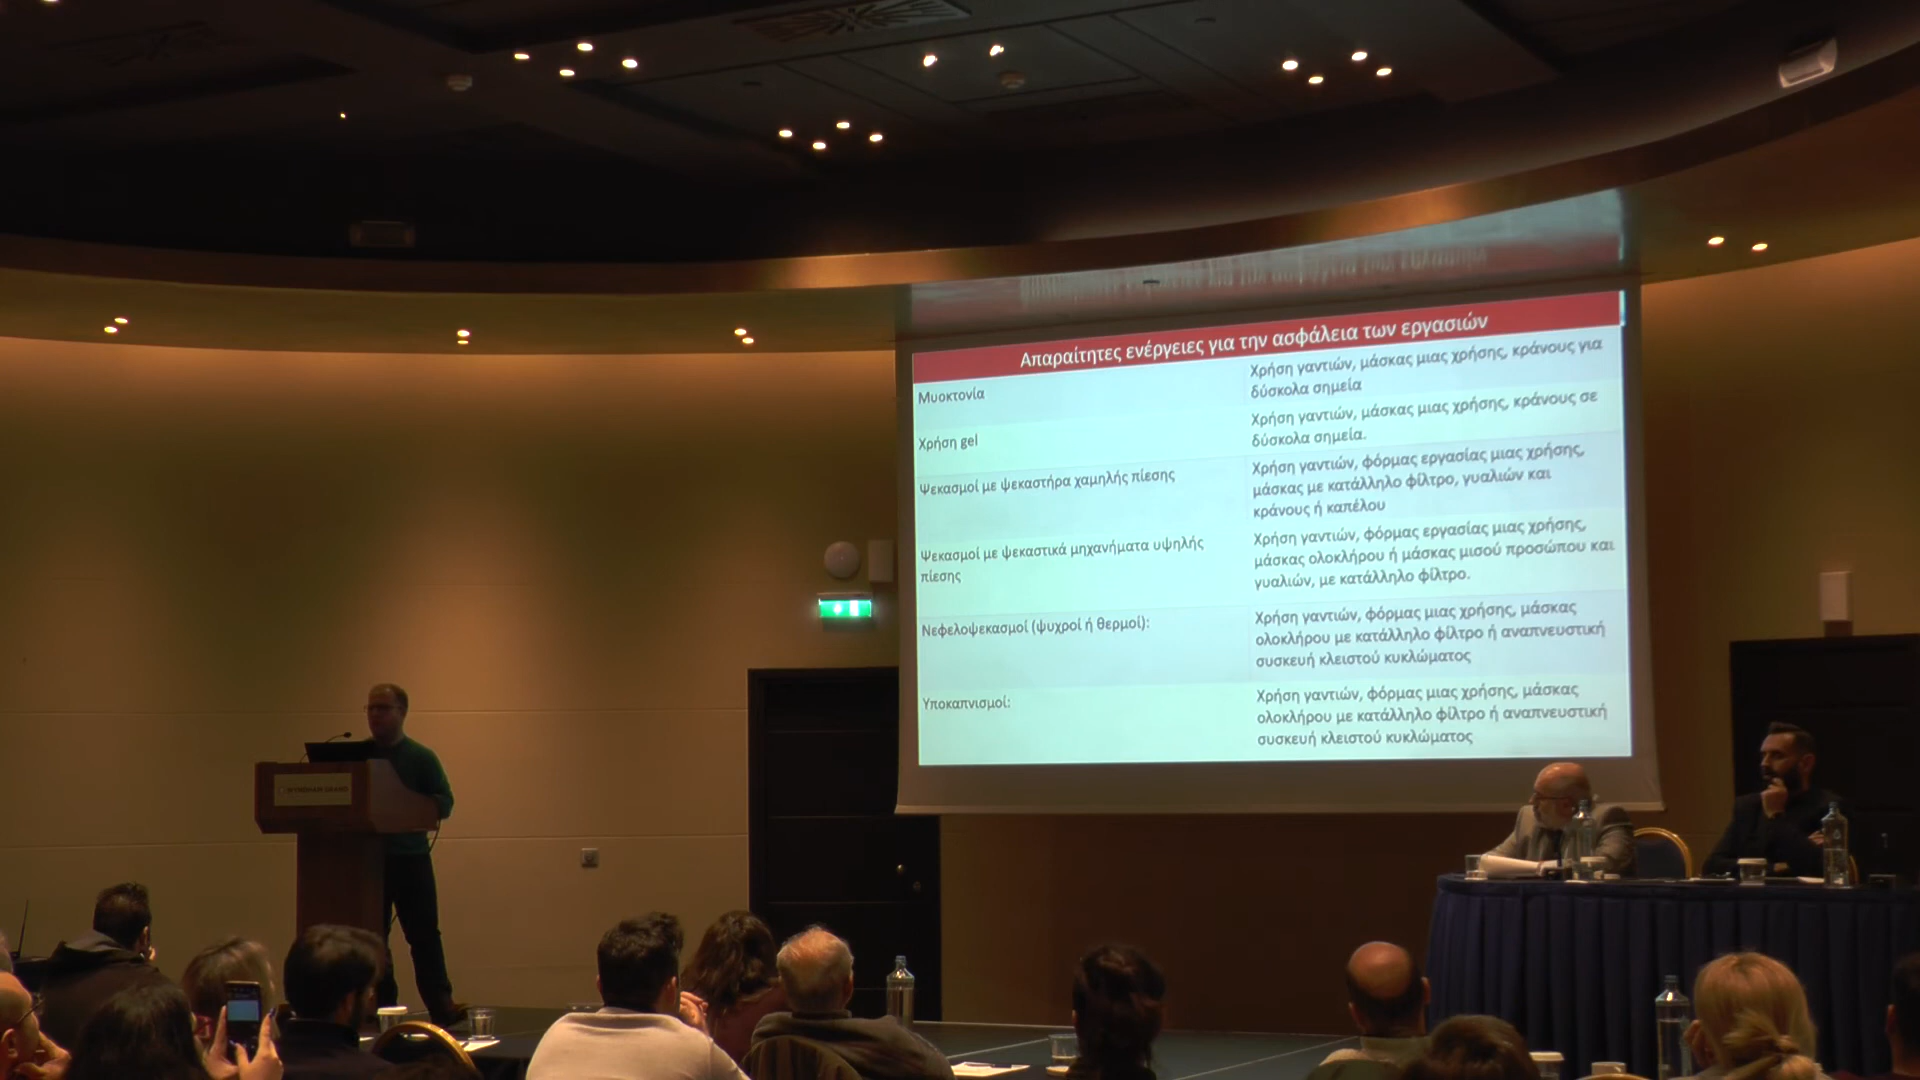 Απαραίτητες ενέργειες για την ασφάλεια των εργασιών
Μυοκτονία
Χρήση γαντιών, μάσκας μιας χρήσης, κράνους για
δύσκολα σημεία
Χρήση gel
Χρήση γαντιών, μάσκας μιας χρήσης, κράνους σε
δύσκολα σημεία.
Ψεκασμοί με ψεκαστήρα χαμηλής πίεσης
Χρήση γαντιών, φόρμας εργασίας μιας χρήσης,
μάσκας με κατάλληλο φίλτρο, γυαλιών και
κράνους ή καπέλου
Ψεκασμοί με ψεκαστικά μηχανήματα υψηλής
πίεσης
Χρήση γαντιών, φόρμας εργασίας μιας χρήσης,
μάσκας ολοκλήρου ή μάσκας μισού προσώπου και
γυαλιών, με κατάλληλο φίλτρο.
Νεφελοψεκασμοί (ψυχροί ή θερμοί):
Χρήση γαντιών, φόρμας μιας χρήσης, μάσκας
ολοκλήρου με κατάλληλο φίλτρο ή αναπνευστική
συσκευή κλειστού κυκλώματος
Υποκαπνισμοί:
Χρήση γαντιών, φόρμας μιας χρήσης, μάσκας
ολοκλήρου με κατάλληλο φίλτρο ή αναπνευστική
συσκευή κλειστού κυκλώματος
WYNDHAM GRAND